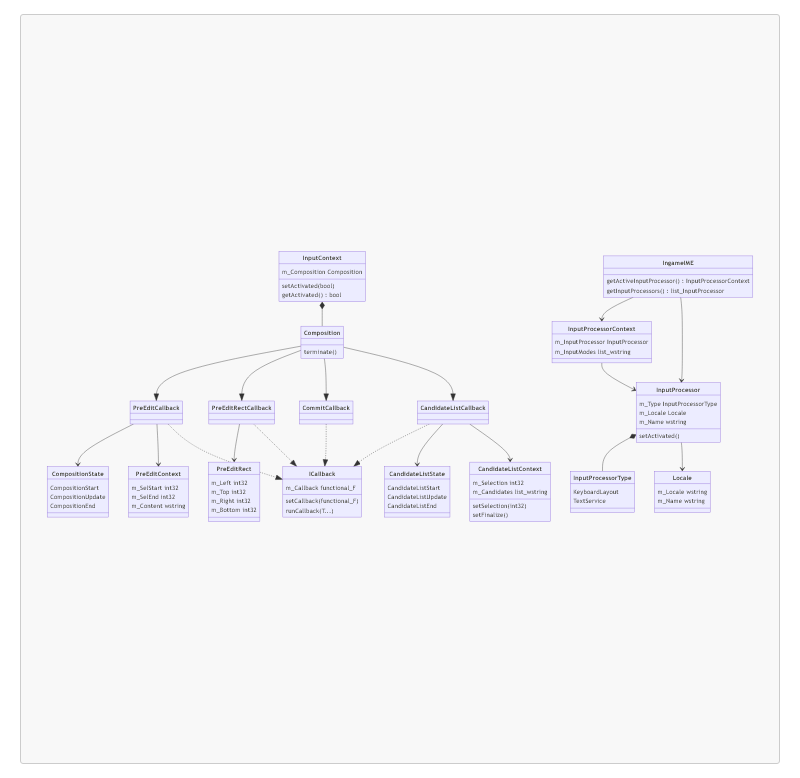 InputContext
m_Composition Composition
setActivated(bool)
getActivated() : bool
IngameIME
getActiveInputProcessor() : InputProcessorContext
getInputProcessors() : list_InputProcessor
Composition
terminate()
InputProcessorContext
m_InputProcessor InputProcessor
m_InputModes list_wstring
InputProcessor
m_Type InputProcessorType
m_Locale Locale
m_Name wstring
setActivated()
PreEditCallback
PreEditRectCallback
CommitCallback
CandidateListCallback
CompositionState
CompositionStart
CompositionUpdate
CompositionEnd
PreEditContext
m_SelStart int32
m_SelEnd int32
m_Content wstring
PreEditRect
m_Left int32
m_Top int32
m_Right int32
m_Bottom int32
ICallback
m_Callback functional_F
setCallback(functional_F)
runCallback(T...)
CandidateListState
CandidateListStart
CandidateListUpdate
CandidateListEnd
CandidateListContext
m_Selection int32
m_Candidates list_wstring
setSelection(int32)
setFinalize()
InputProcessorType
KeyboardLayout
TextService
Locale
m_Locale wstring
m_Name wstring